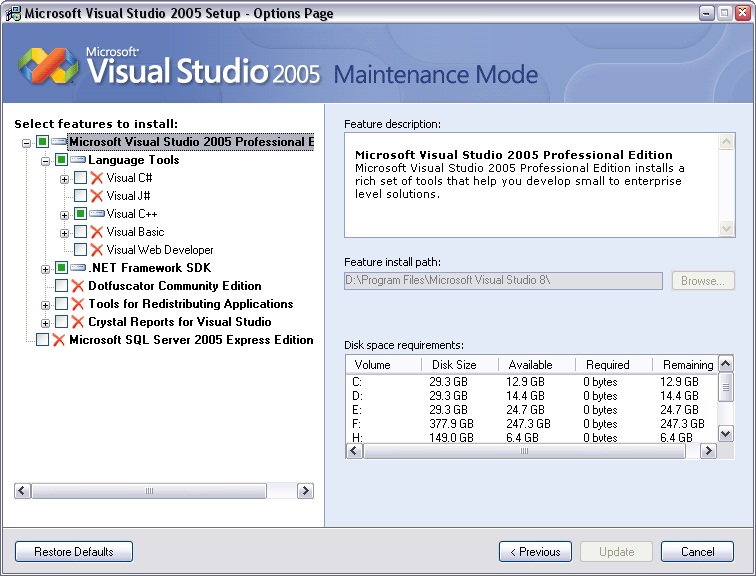 Microsoft Visual Studio 2005 Setup - Options Page
Microsoft®
Visual Studio 2005 Maintenance Mode
Select features to install:
Microsoft Visual Studio 2005 Professional E
Language Tools
Visual C#
Visual J#
Visual C++
Visual Basic
Visual Web Developer
.NET Framework SDK
Dotfuscator Community Edition
Tools for Redistributing Applications
Crystal Reports for Visual Studio
Microsoft SQL Server 2005 Express Edition
Feature description:
Microsoft Visual Studio 2005 Professional Edition
Microsoft Visual Studio 2005 Professional Edition installs a
rich set of tools that help you develop small to enterprise
level solutions.
Feature install path:
D:\Program Files\Microsoft Visual Studio 8\
Browse...
Disk space requirements:
Volume Disk Size Available Required Remaining
C: 29.3 GB 12.9 GB 0 bytes 12.9 GB
D: 29.3 GB 14.4 GB 0 bytes 14.4 GB
E: 29.3 GB 24.7 GB 0 bytes 24.7 GB
F: 377.9 GB 247.3 GB 0 bytes 247.3 GB
H: 149.0 GB 6.4 GB 0 bytes 6.4 GB
Restore Defaults
< Previous
Update
Cancel